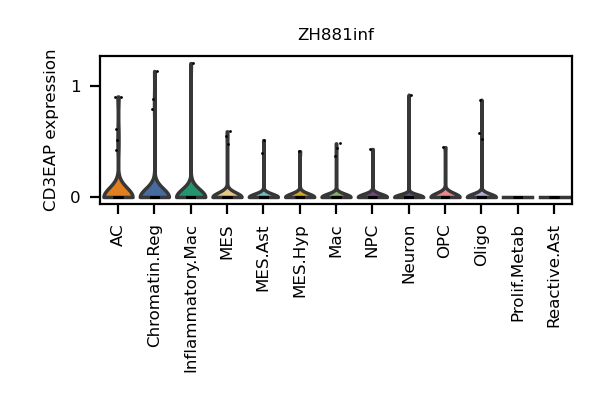 ZH881inf
CD3EAP expression
1
0
AC
Chromatin.Reg
Inflammatory.Mac
MES
MES.Ast
MES.Hyp
Mac
NPC
Neuron
OPC
Oligo
Prolif.Metab
Reactive.Ast